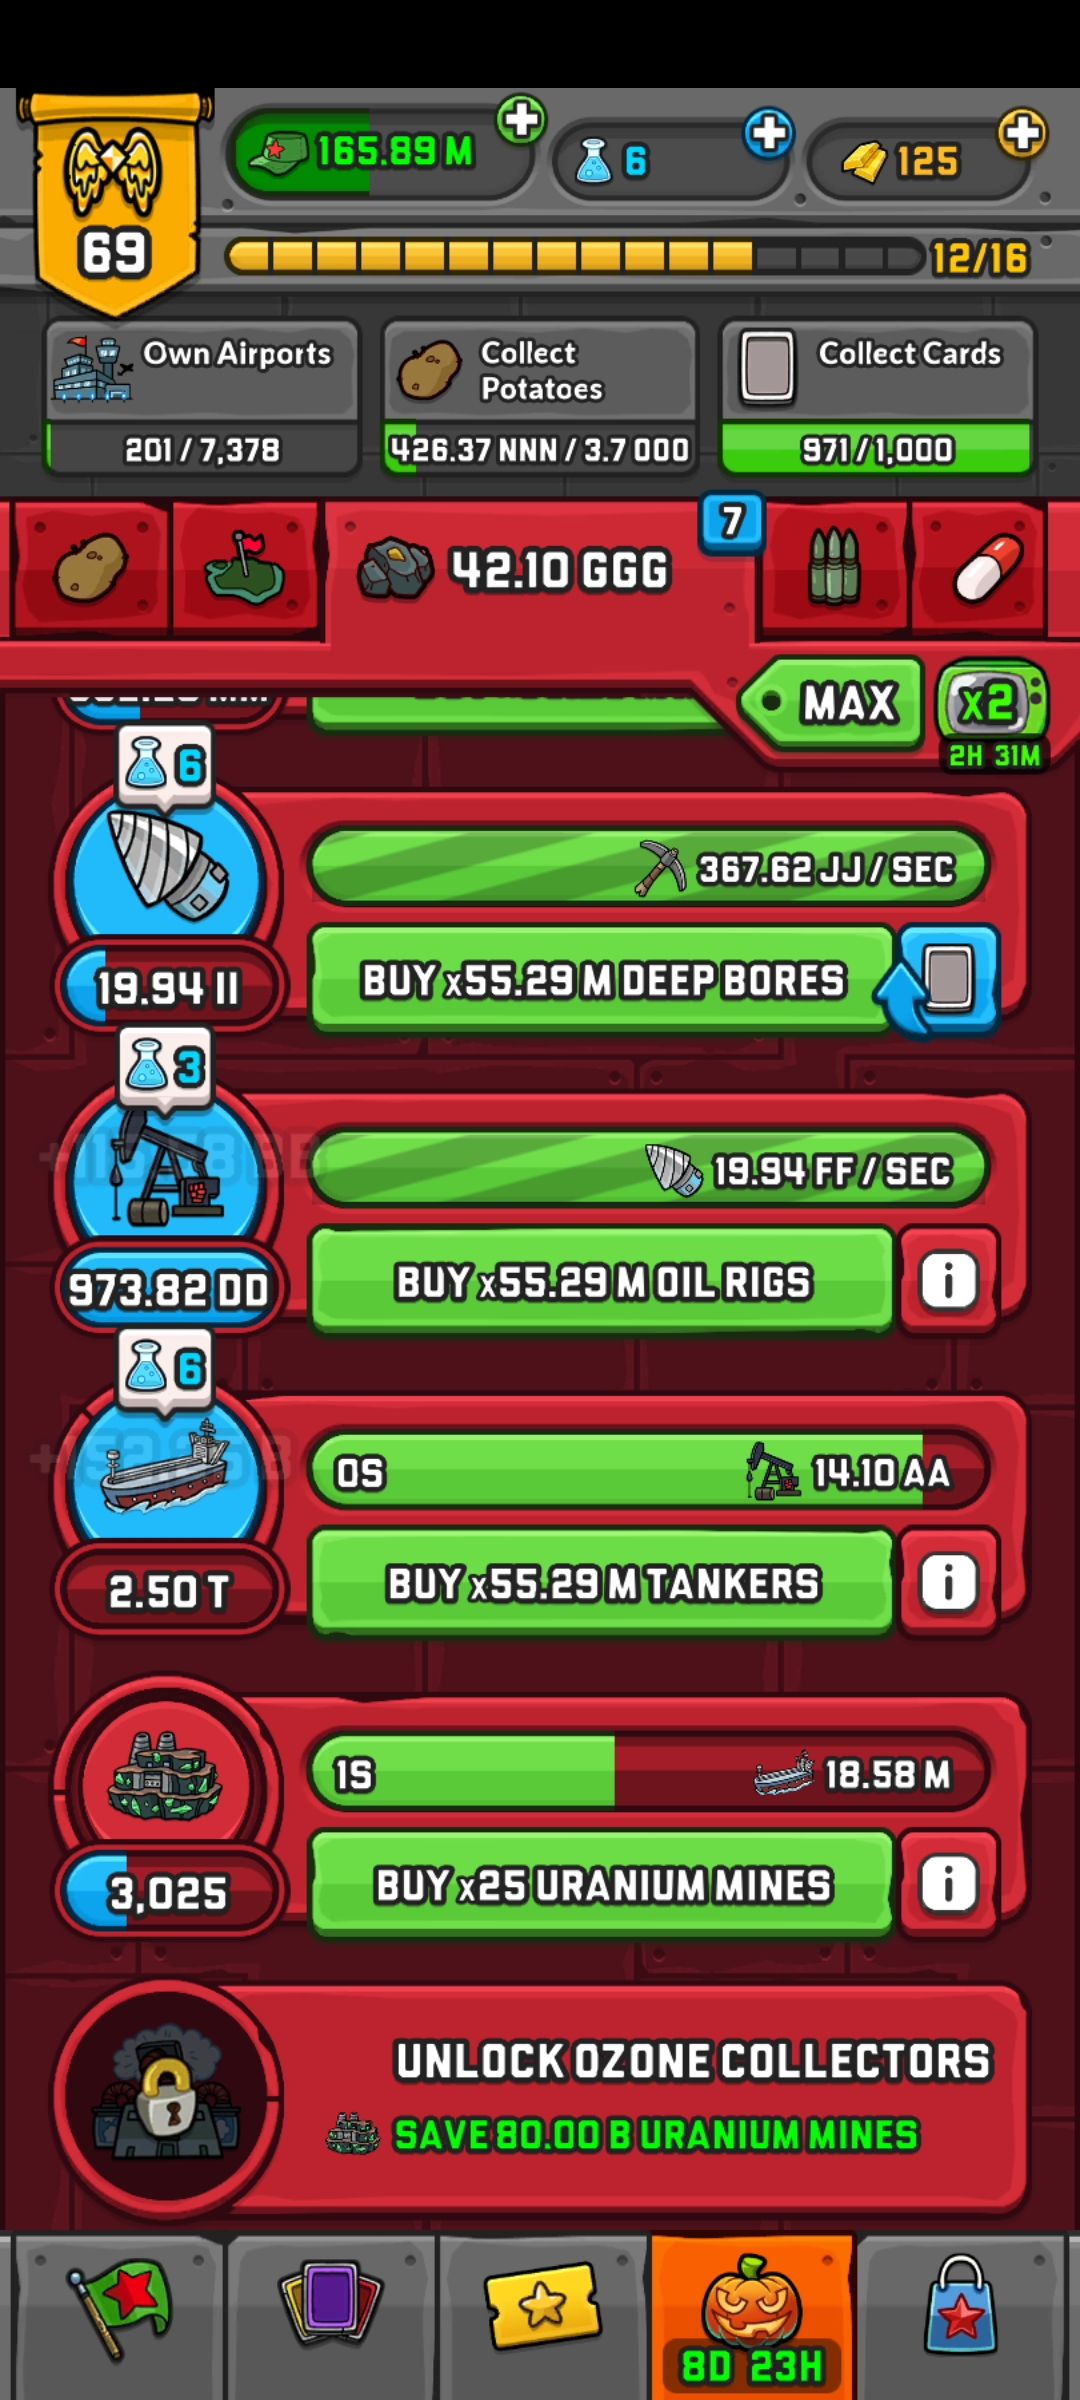 165.89 M
6
125
69
12/16
Own Airports
201 / 7,378
Collect
Potatoes
426.37 NNN / 3.7 OOO
Collect Cards
971 / 1,000
42.10 GGG
7
MAX
x2
2H 31M
6
367.62 JJ / SEC
19.94 II
BUY x55.29 M DEEP BORES
3
19.94 FF / SEC
973.82 DD
BUY x55.29 M OIL RIGS
6
0S
14.10 AA
2.50 T
BUY x55.29 M TANKERS
1S
18.58 M
3,025
BUY x25 URANIUM MINES
UNLOCK OZONE COLLECTORS
SAVE 80.00 B URANIUM MINES
8D 23H